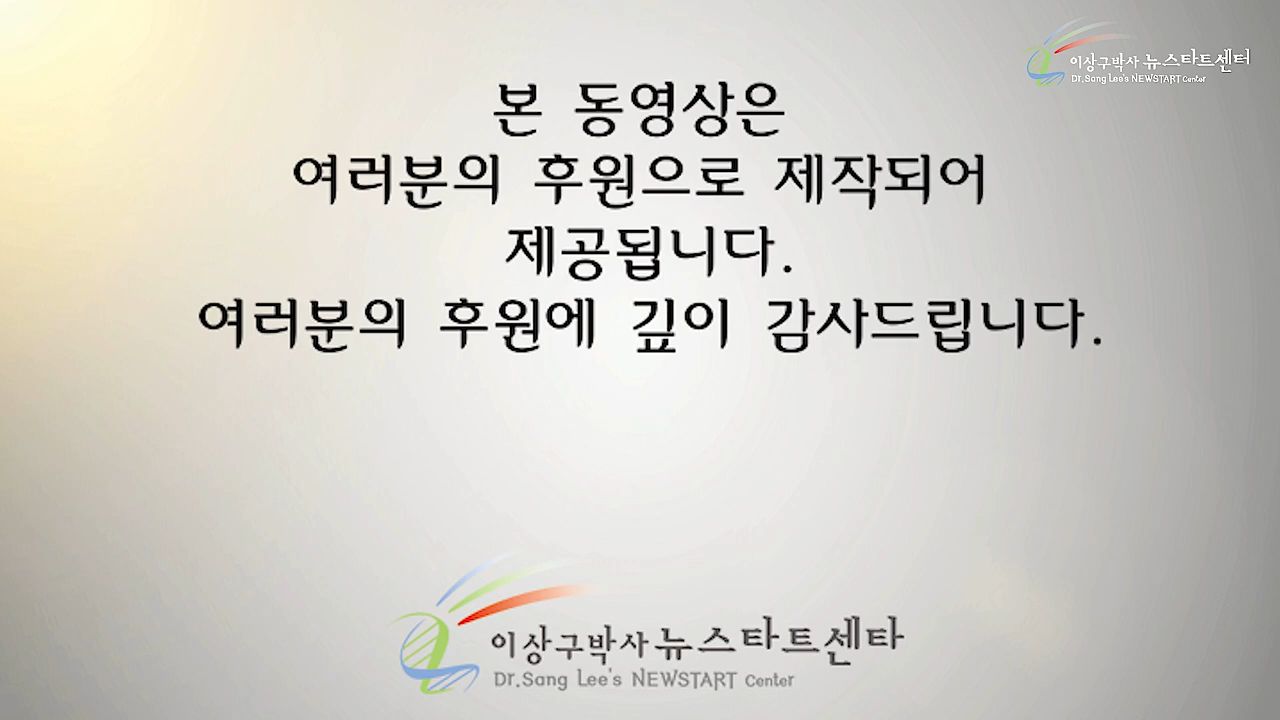 이상구박사 뉴스타트센터
Dr.Sang Lee's NEWSTART Center
본 동영상은
여러분의 후원으로 제작되어
제공됩니다.
여러분의 후원에 깊이 감사드립니다.
이상구박사 뉴스타트센타
Dr.Sang Lee's NEWSTART Center